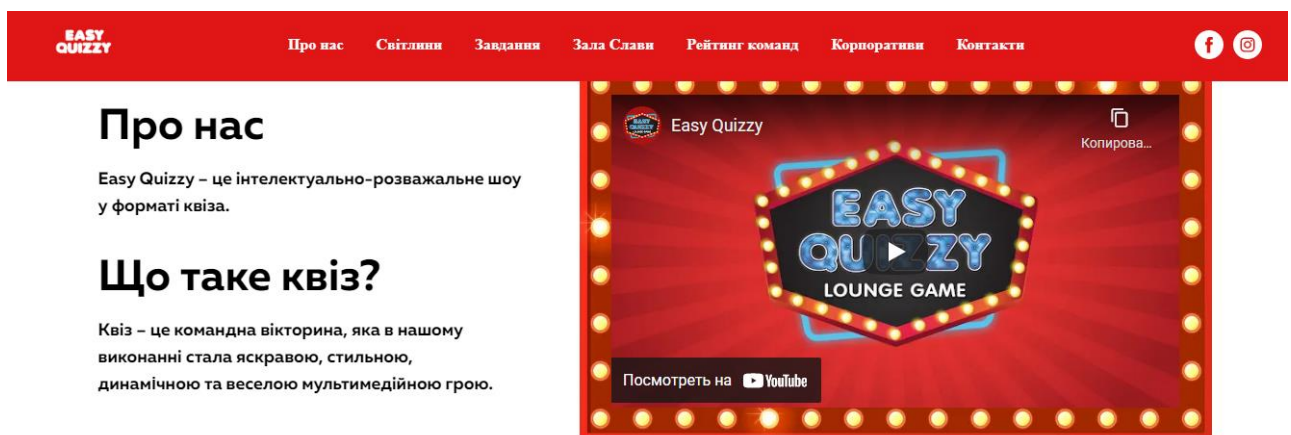 EASY
QUIZZY
Про нас Світлини Завдання Зала Слави Рейтинг команд Корпоративи Контакти
Про нас
Easy Quizzy – це інтелектуально-розважальне шоу
у форматі квіза.
Що таке квіз?
Квіз – це командна вікторина, яка в нашому
виконанні стала яскравою, стильною,
динамічною та веселою мультимедійною грою.
Easy Quizzy
Копирова...
EASY
QUIZZY
LOUNGE GAME
Посмотреть на YouTube